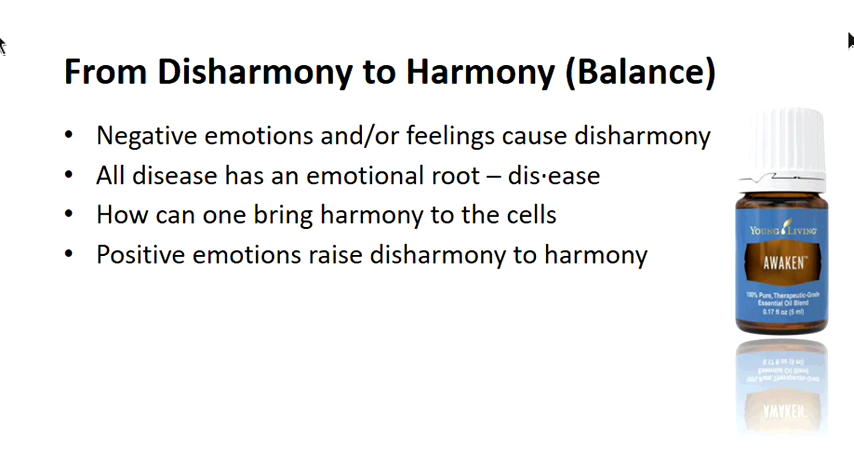 From Disharmony to Harmony (Balance)
• Negative emotions and/or feelings cause disharmony
• All disease has an emotional root – dis·ease
• How can one bring harmony to the cells
• Positive emotions raise disharmony to harmony
YOUNG LIVING
AWAKEN™
100% Pure, Therapeutic-Grade
Essential Oil Blend
0.17 fl oz (5 ml)